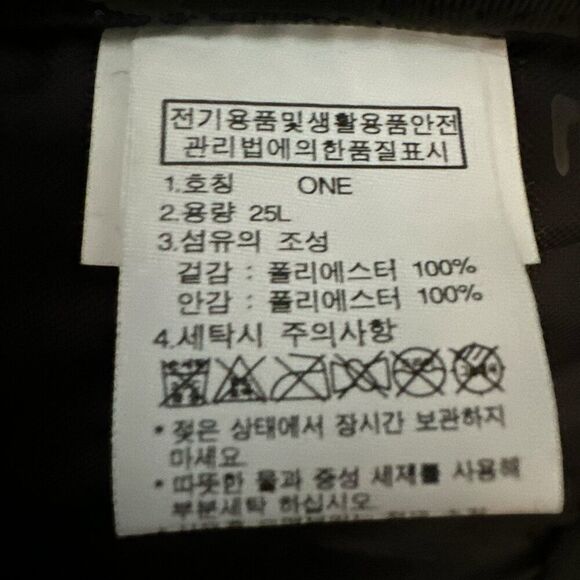 전기용품및생활용품안전
관리법에의한품질표시
1.호칭 ONE
2.용량 25L
3.섬유의 조성
겉감 : 폴리에스터 100%
안감 : 폴리에스터 100%
4.세탁시 주의사항
* 젖은 상태에서 장시간 보관하지
마세요
* 따뜻한 물과 중성 세제를 사용해
부분세탁 하십시오